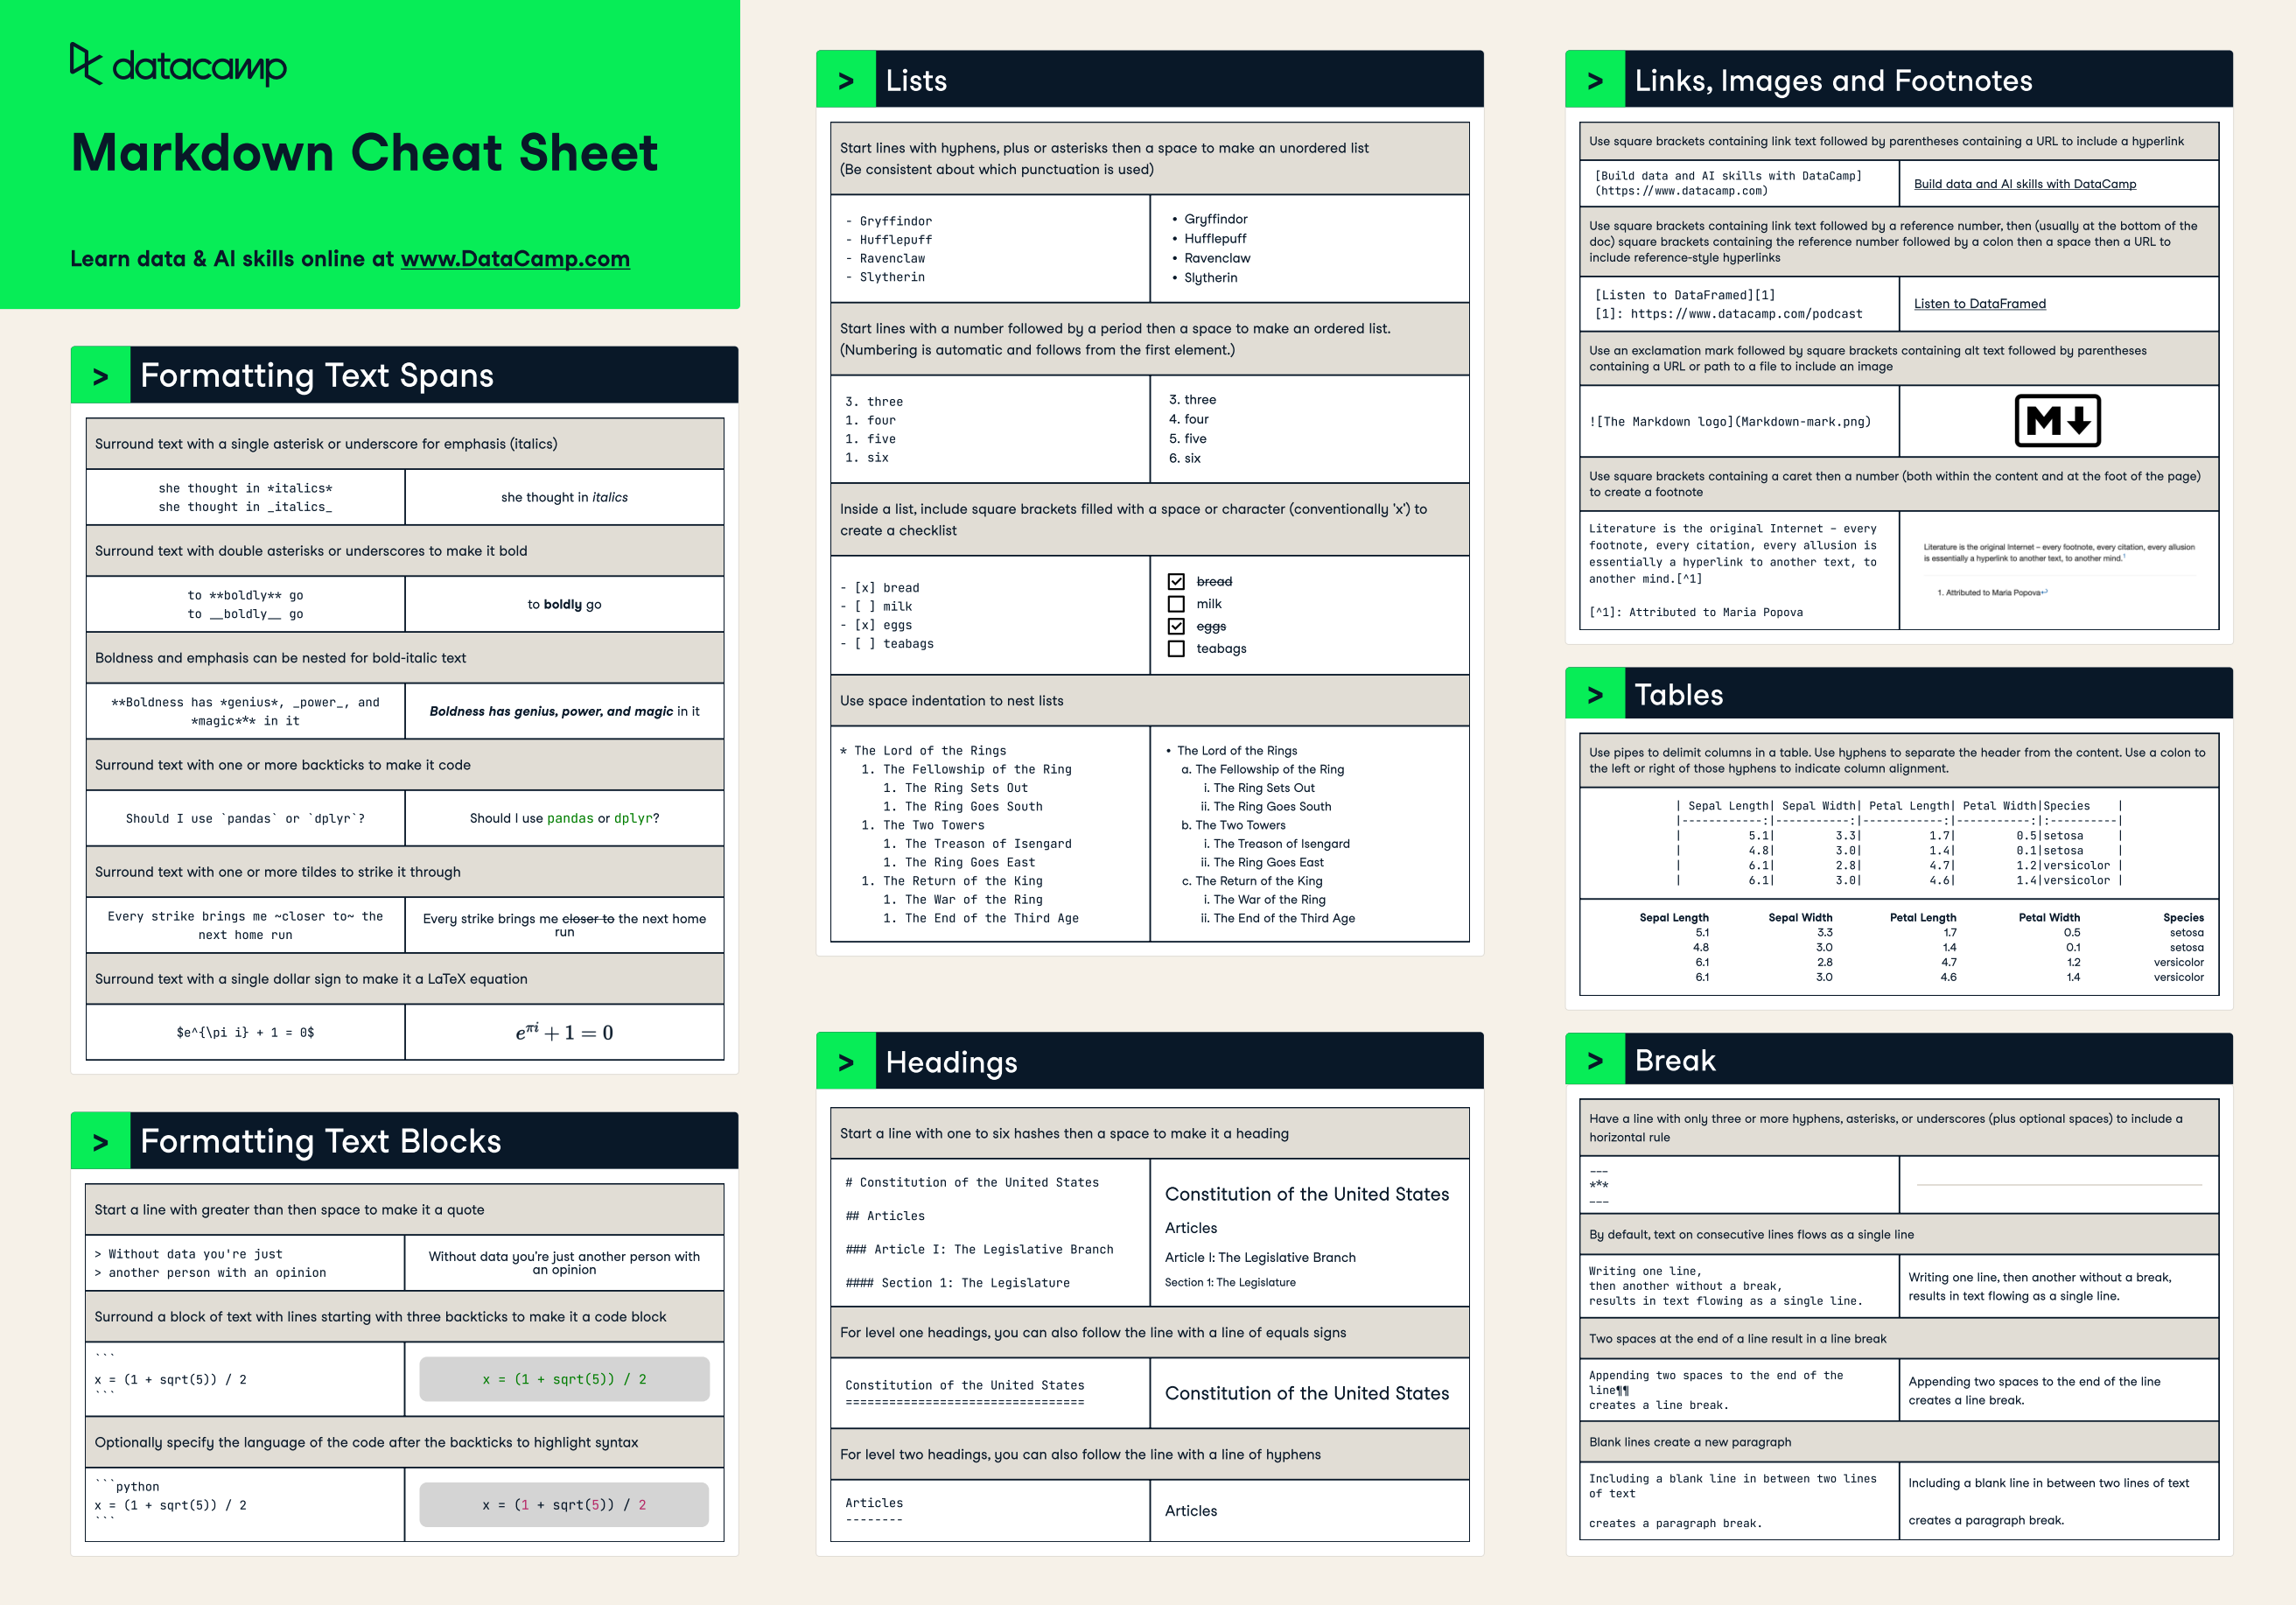 datacamp
Markdown Cheat Sheet
Learn data & AI skills online at www.DataCamp.com
> Formatting Text Spans
Surround text with a single asterisk or underscore for emphasis (italics)
she thought in *italics*
she thought in _italics_
she thought in italics
Surround text with double asterisks or underscores to make it bold
to **boldly** go
to __boldly__ go
to boldly go
Boldness and emphasis can be nested for bold-italic text
**Boldness has *genius*, _power_, and
*magic*** in it
Boldness has genius, power, and magic in it
Surround text with one or more backticks to make it code
Should I use `pandas` or `dplyr`?
Should I use pandas or dplyr?
Surround text with one or more tildes to strike it through
Every strike brings me ~closer to~ the
next home run
Every strike brings me closer to the next home
run
Surround text with a single dollar sign to make it a LaTeX equation
$e^{\pi i} + 1 = 0$
e^πi + 1 = 0
> Formatting Text Blocks
Start a line with greater than then space to make it a quote
> Without data you're just
> another person with an opinion
Without data you're just another person with
an opinion
Surround a block of text with lines starting with three backticks to make it a code block
```
x = (1 + sqrt(5)) / 2
```
x = (1 + sqrt(5)) / 2
Optionally specify the language of the code after the backticks to highlight syntax
```python
x = (1 + sqrt(5)) / 2
```
x = (1 + sqrt(5)) / 2
> Lists
Start lines with hyphens, plus or asterisks then a space to make an unordered list
(Be consistent about which punctuation is used)
- Gryffindor
- Hufflepuff
- Ravenclaw
- Slytherin
• Gryffindor
• Hufflepuff
• Ravenclaw
• Slytherin
Start lines with a number followed by a period then a space to make an ordered list.
(Numbering is automatic and follows from the first element.)
3. three
1. four
1. five
1. six
3. three
4. four
5. five
6. six
Inside a list, include square brackets filled with a space or character (conventionally 'x') to
create a checklist
- [x] bread
- [ ] milk
- [x] eggs
- [ ] teabags
bread
milk
eggs
teabags
Use space indentation to nest lists
* The Lord of the Rings
1. The Fellowship of the Ring
1. The Ring Sets Out
1. The Ring Goes South
1. The Two Towers
1. The Treason of Isengard
1. The Ring Goes East
1. The Return of the King
1. The War of the Ring
1. The End of the Third Age
• The Lord of the Rings
a. The Fellowship of the Ring
i. The Ring Sets Out
ii. The Ring Goes South
b. The Two Towers
i. The Treason of Isengard
ii. The Ring Goes East
c. The Return of the King
i. The War of the Ring
ii. The End of the Third Age
> Headings
Start a line with one to six hashes then a space to make it a heading
# Constitution of the United States
## Articles
### Article I: The Legislative Branch
#### Section 1: The Legislature
Constitution of the United States
Articles
Article I: The Legislative Branch
Section 1: The Legislature
For level one headings, you can also follow the line with a line of equals signs
Constitution of the United States
=================================
Constitution of the United States
For level two headings, you can also follow the line with a line of hyphens
Articles
--------
Articles
> Links, Images and Footnotes
Use square brackets containing link text followed by parentheses containing a URL to include a hyperlink
[Build data and AI skills with DataCamp]
(https://www.datacamp.com)
Build data and AI skills with DataCamp
Use square brackets containing link text followed by a reference number, then (usually at the bottom of the
doc) square brackets containing the reference number followed by a colon then a space then a URL to
include reference-style hyperlinks
[Listen to DataFramed][1]
[1]: https://www.datacamp.com/podcast
Listen to DataFramed
Use an exclamation mark followed by square brackets containing alt text followed by parentheses
containing a URL or path to a file to include an image
![The Markdown logo](Markdown-mark.png)
M
Use square brackets containing a caret then a number (both within the content and at the foot of the page)
to create a footnote
Literature is the original Internet – every
footnote, every citation, every allusion is
essentially a hyperlink to another text, to
another mind.[^1]
[^1]: Attributed to Maria Popova
Literature is the original Internet – every footnote, every citation, every allusion
is essentially a hyperlink to another text, to another mind.1
1. Attributed to Maria Popova↩
> Tables
Use pipes to delimit columns in a table. Use hyphens to separate the header from the content. Use a colon to
the left or right of those hyphens to indicate column alignment.
| Sepal Length| Sepal Width| Petal Length| Petal Width|Species    |
|------------:|-----------:|------------:|-----------:|:----------|
|          5.1|         3.3|          1.7|         0.5|setosa     |
|          4.8|         3.0|          1.4|         0.1|setosa     |
|          6.1|         2.8|          4.7|         1.2|versicolor |
|          6.1|         3.0|          4.6|         1.4|versicolor |
Sepal Length Sepal Width Petal Length Petal Width Species
5.1 3.3 1.7 0.5 setosa
4.8 3.0 1.4 0.1 setosa
6.1 2.8 4.7 1.2 versicolor
6.1 3.0 4.6 1.4 versicolor
> Break
Have a line with only three or more hyphens, asterisks, or underscores (plus optional spaces) to include a
horizontal rule
---
***
---
By default, text on consecutive lines flows as a single line
Writing one line,
then another without a break,
results in text flowing as a single line.
Writing one line, then another without a break,
results in text flowing as a single line.
Two spaces at the end of a line result in a line break
Appending two spaces to the end of the
line¶¶
creates a line break.
Appending two spaces to the end of the line
creates a line break.
Blank lines create a new paragraph
Including a blank line in between two lines
of text
creates a paragraph break.
Including a blank line in between two lines of text
creates a paragraph break.